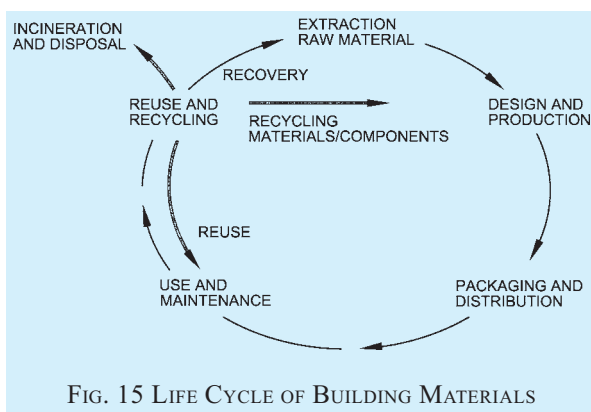 INCINERATION
AND DISPOSAL
EXTRACTION
RAW MATERIAL
RECOVERY
REUSE AND
RECYCLING
RECYCLING
MATERIALS/COMPONENTS
DESIGN AND
PRODUCTION
REUSE
USE AND
MAINTENANCE
PACKAGING AND
DISTRIBUTION
FIG. 15 LIFE CYCLE OF BUILDING MATERIALS